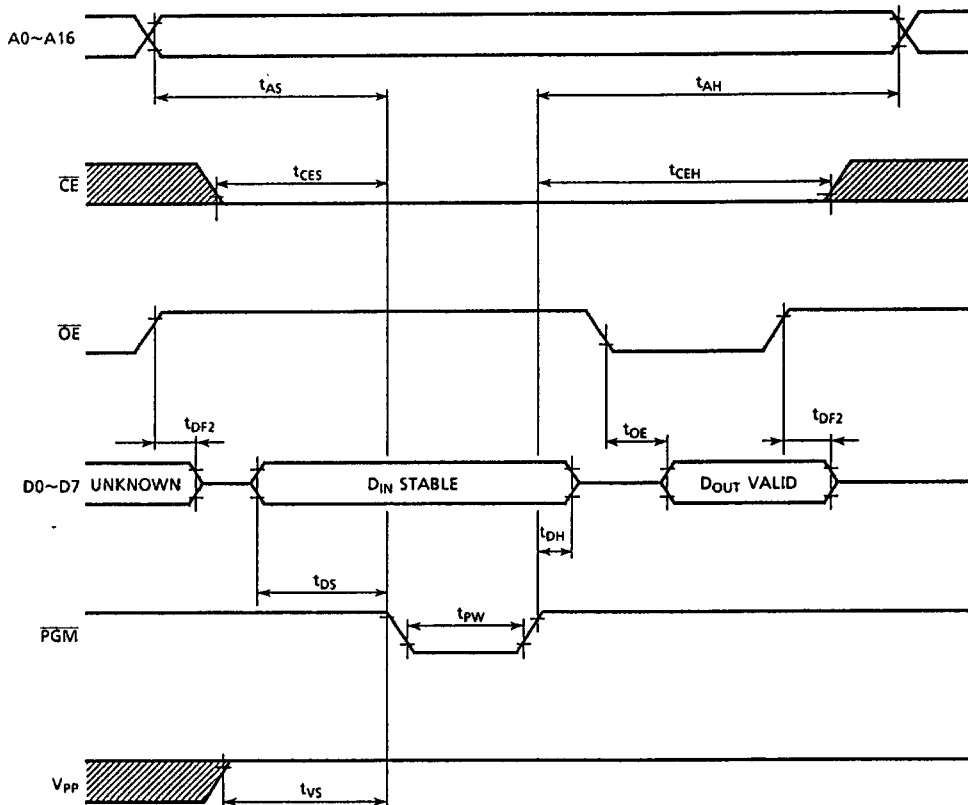 A0~A16
tAS
tAH
CE
tCES
tCEH
OE
tDF2
tOE
tDF2
D0~D7 UNKNOWN
DIN STABLE
DOUT VALID
tDH
tDS
PGM
tPW
VPP
tVS